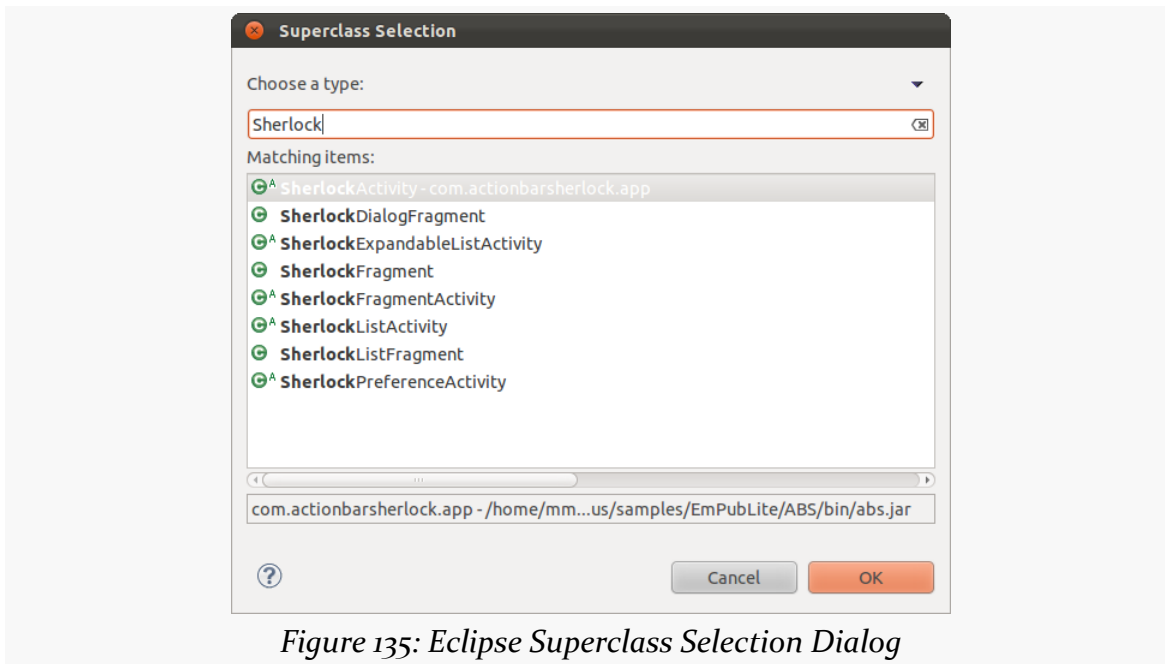 Superclass Selection
Choose a type:
Sherlock
Matching items:
SherlockActivity - com.actionbarsherlock.app
SherlockDialogFragment
SherlockExpandableListActivity
SherlockFragment
SherlockFragmentActivity
SherlockListActivity
SherlockListFragment
SherlockPreferenceActivity
com.actionbarsherlock.app - /home/mm...us/samples/EmPubLite/ABS/bin/abs.jar
Cancel OK
Figure 135: Eclipse Superclass Selection Dialog